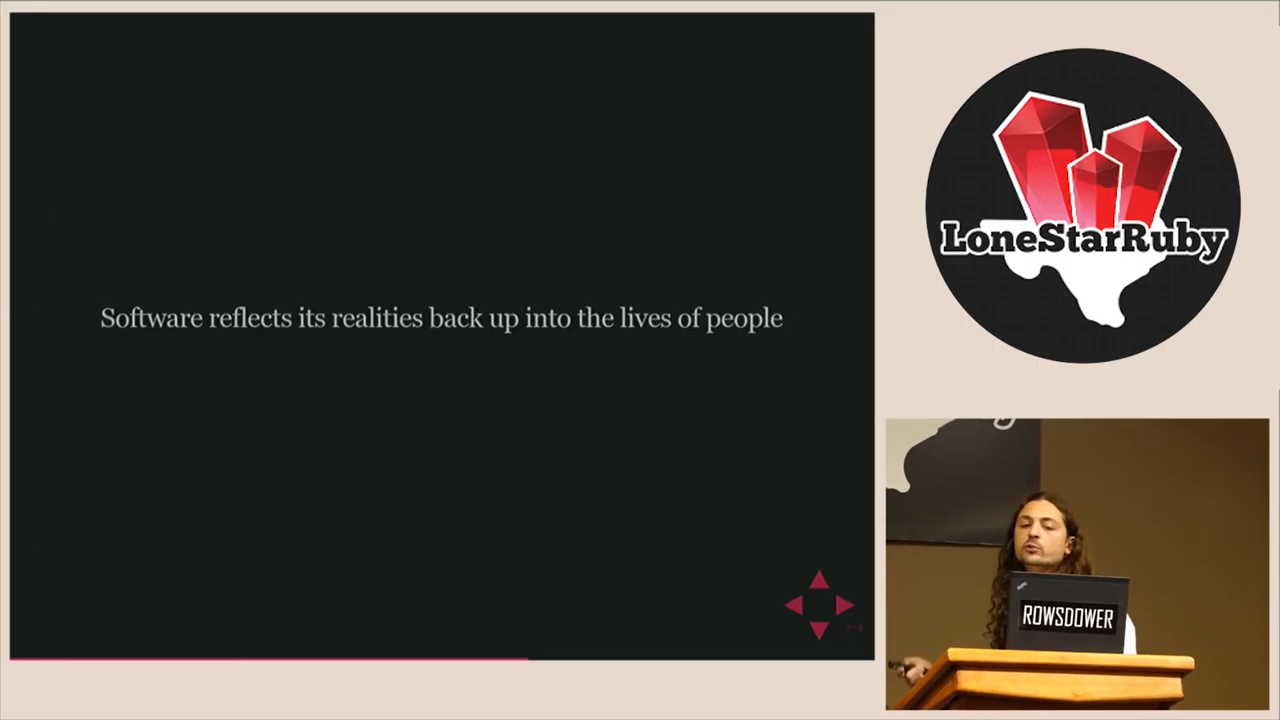 Software reflects its realities back up into the lives of people
LoneStarRuby
ROWSDOWER